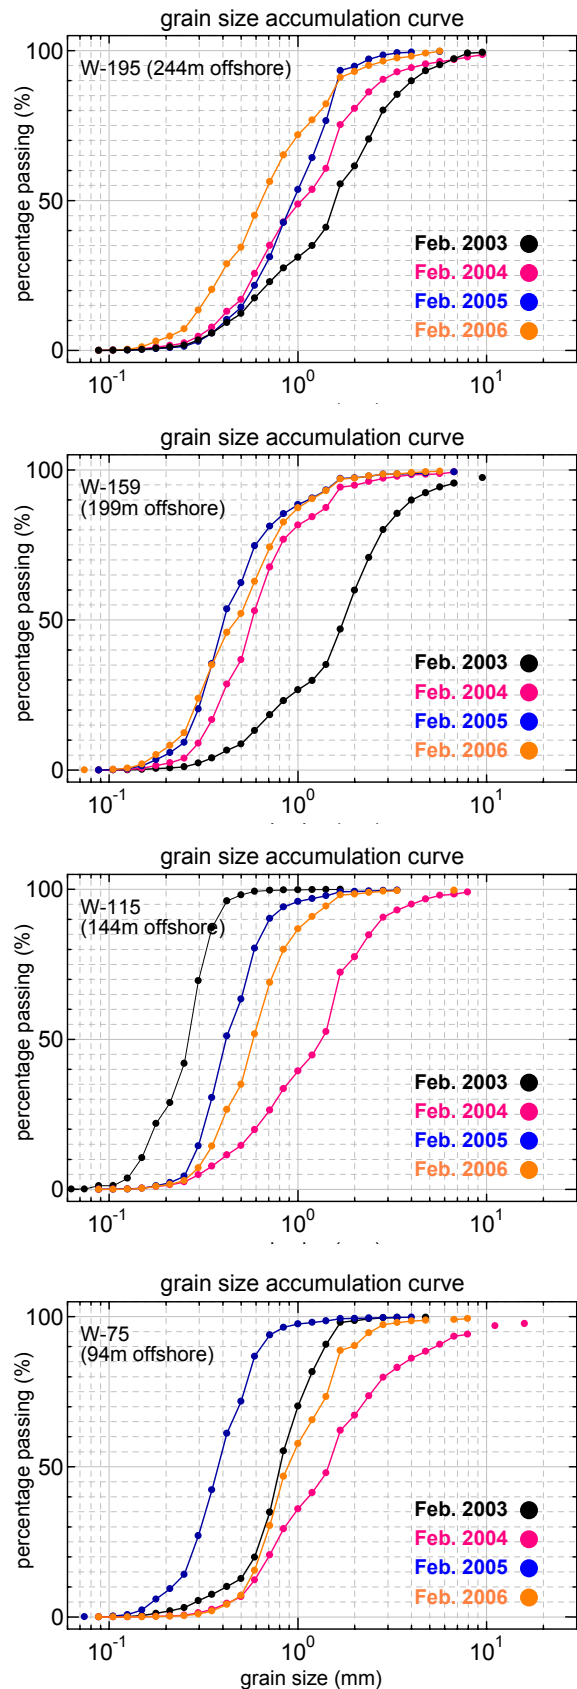 grain size accumulation curve
100
W-195 (244m offshore)
percentage passing (%)
50
Feb. 2003
Feb. 2004
Feb. 2005
Feb. 2006
0
10⁻¹ 10⁰ 10¹
grain size accumulation curve
100
W-159
(199m offshore)
percentage passing (%)
50
Feb. 2003
Feb. 2004
Feb. 2005
Feb. 2006
0
10⁻¹ 10⁰ 10¹
grain size accumulation curve
100
W-115
(144m offshore)
percentage passing (%)
50
Feb. 2003
Feb. 2004
Feb. 2005
Feb. 2006
0
10⁻¹ 10⁰ 10¹
grain size accumulation curve
100
W-75
(94m offshore)
percentage passing (%)
50
Feb. 2003
Feb. 2004
Feb. 2005
Feb. 2006
0
10⁻¹ 10⁰ 10¹
grain size (mm)